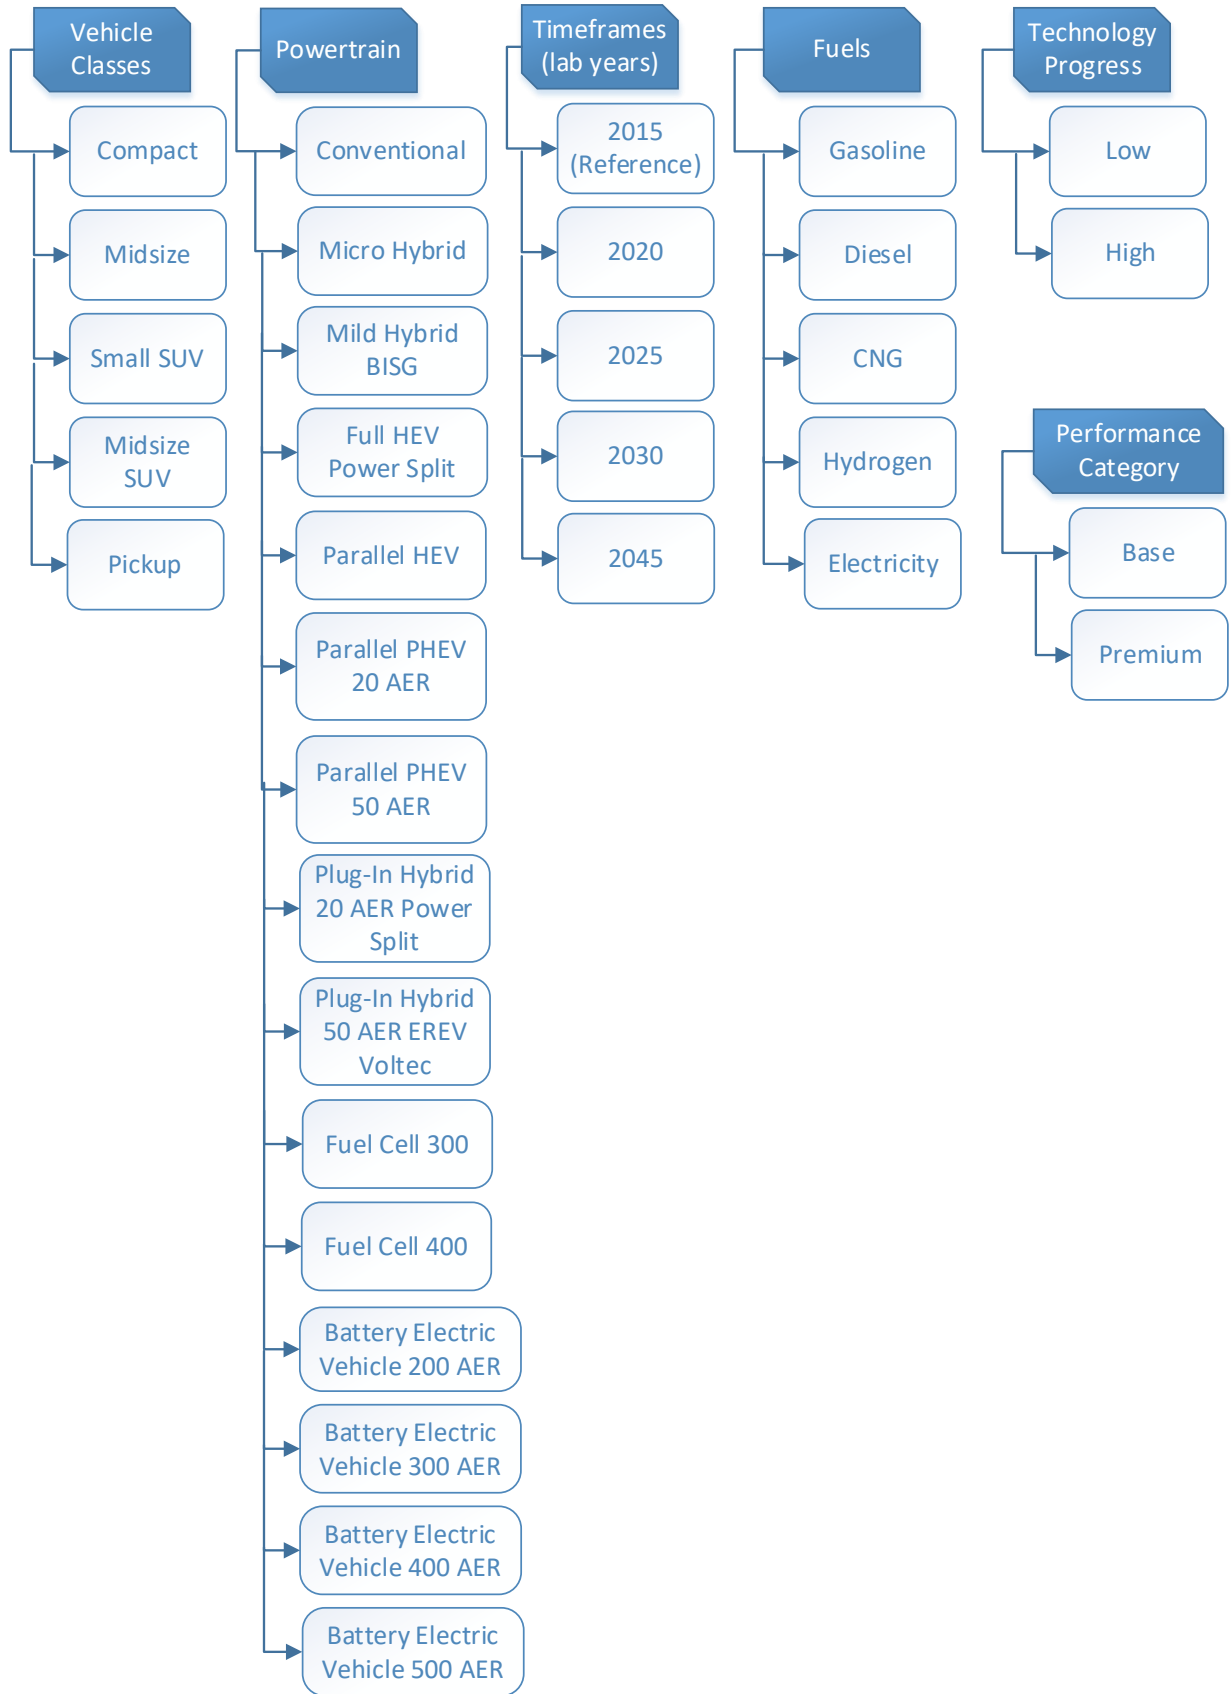 Vehicle
Classes
Compact
Midsize
Small SUV
Midsize
SUV
Pickup
Powertrain
Conventional
Micro Hybrid
Mild Hybrid
BISG
Full HEV
Power Split
Parallel HEV
Parallel PHEV
20 AER
Parallel PHEV
50 AER
Plug-In Hybrid
20 AER Power
Split
Plug-In Hybrid
50 AER EREV
Voltec
Fuel Cell 300
Fuel Cell 400
Battery Electric
Vehicle 200 AER
Battery Electric
Vehicle 300 AER
Battery Electric
Vehicle 400 AER
Battery Electric
Vehicle 500 AER
Timeframes
(lab years)
2015
(Reference)
2020
2025
2030
2045
Fuels
Gasoline
Diesel
CNG
Hydrogen
Electricity
Technology
Progress
Low
High
Performance
Category
Base
Premium